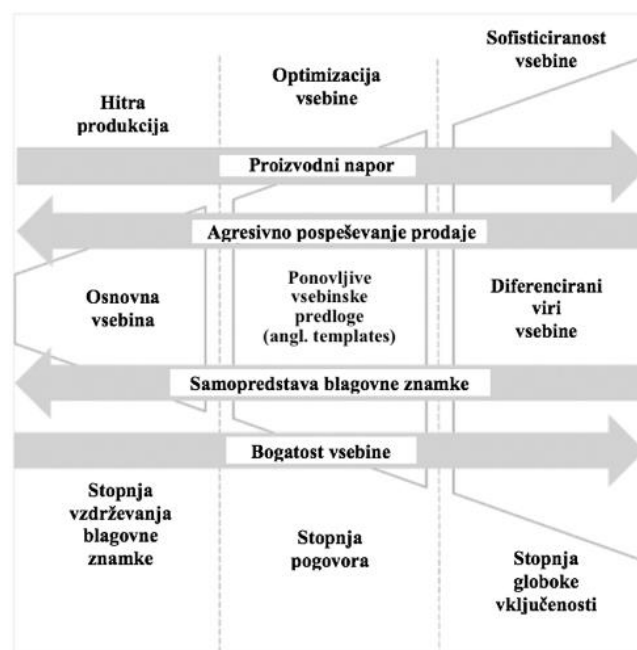 Hitra
produkcija
Optimizacija
vsebine
Sofisticiranost
vsebine
Proizvodni napor
Agresivno pospeševanje prodaje
Osnovna
vsebina
Ponovljive
vsebinske
predloge
(angl. templates)
Diferencirani
viri
vsebine
Samopredstava blagovne znamke
Bogatost vsebine
Stopnja
vzdrževanja
blagovne
znamke
Stopnja
pogovora
Stopnja
globoke
vključenosti